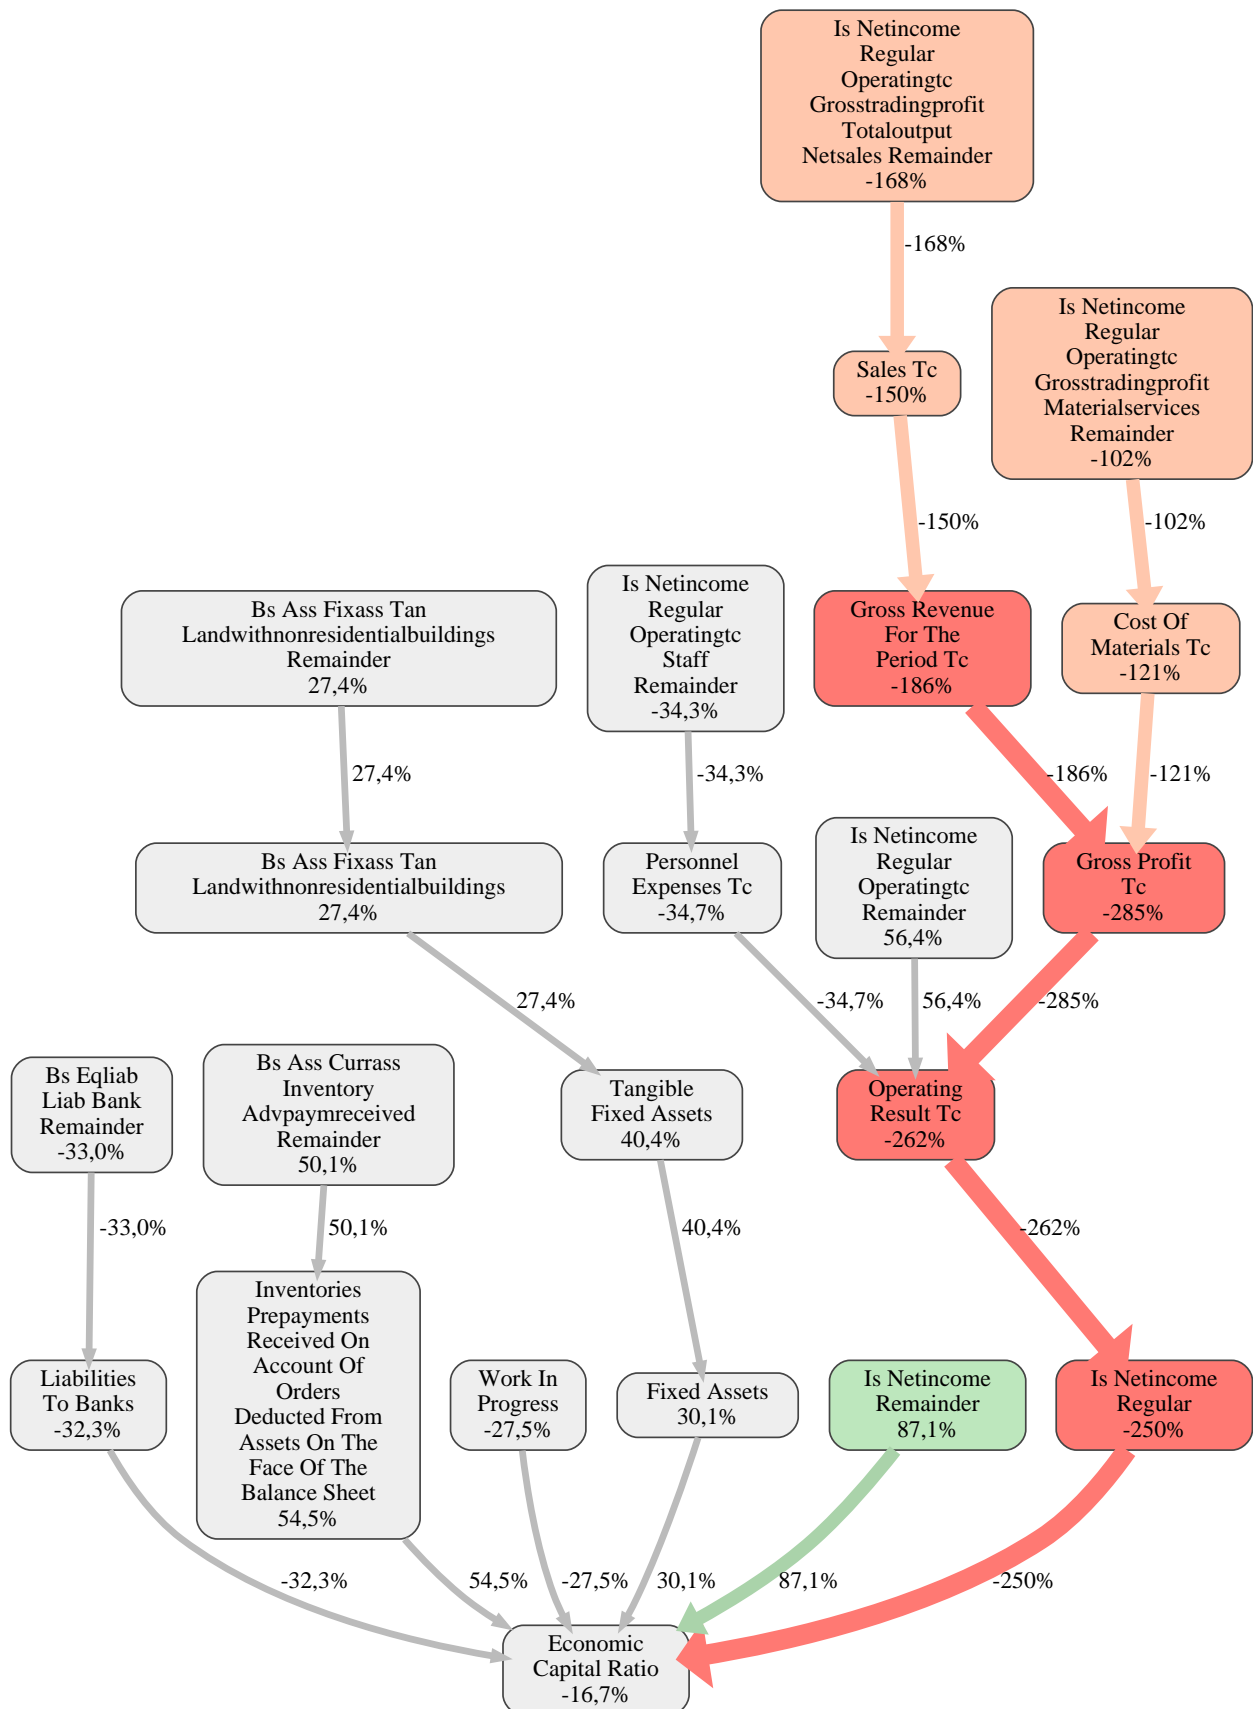 Is Netincome
Regular
Operatingtc
Grosstradingprofit
Totaloutput
Netsales Remainder
-168%
-168%
Is Netincome
Regular
Operatingtc
Grosstradingprofit
Materialservices
Remainder
-102%
Sales Tc
-150%
-150%
-102%
Bs Ass Fixass Tan
Landwithnonresidentialbuildings
Remainder
27,4%
Is Netincome
Regular
Operatingtc
Staff
Remainder
-34,3%
Gross Revenue
For The
Period Tc
-186%
Cost Of
Materials Tc
-121%
27,4%
-34,3%
-186%
-121%
Bs Ass Fixass Tan
Landwithnonresidentialbuildings
27,4%
Personnel
Expenses Tc
-34,7%
Is Netincome
Regular
Operatingtc
Remainder
56,4%
Gross Profit
Tc
-285%
27,4%
-34,7%
56,4%
-285%
Bs Eqliab
Liab Bank
Remainder
-33,0%
Bs Ass Currass
Inventory
Advpaymreceived
Remainder
50,1%
Tangible
Fixed Assets
40,4%
Operating
Result Tc
-262%
-33,0%
50,1%
40,4%
-262%
Liabilities
To Banks
-32,3%
Inventories
Prepayments
Received On
Account Of
Orders
Deducted From
Assets On The
Face Of The
Balance Sheet
54,5%
Work In
Progress
-27,5%
Fixed Assets
30,1%
Is Netincome
Remainder
87,1%
Is Netincome
Regular
-250%
-32,3%
54,5%
-27,5%
30,1%
87,1%
-250%
Economic
Capital Ratio
-16,7%